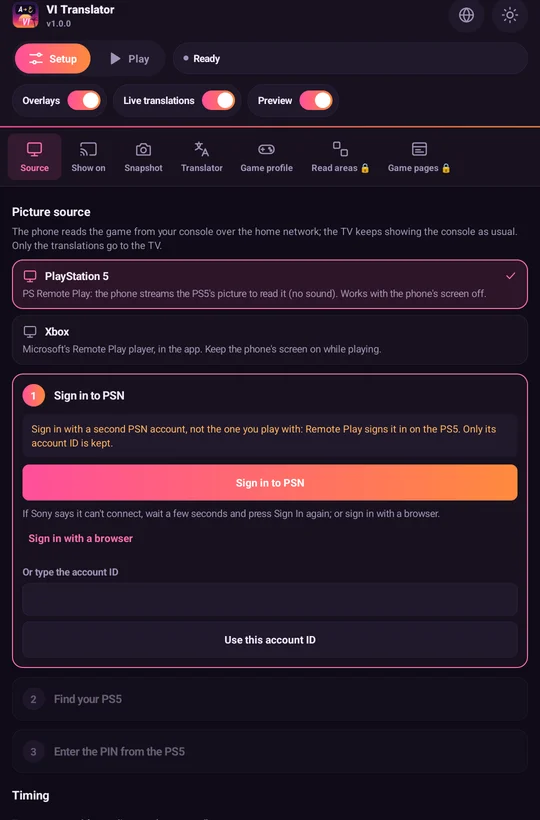 VI Translator
v1.0.0
Setup
Play
Ready
Overlays
Live translations
Preview
Source
Show on
Snapshot
Translator
Game profile
Read areas 🔒
Game pages 🔒
Picture source
The phone reads the game from your console over the home network; the TV keeps showing the console as usual.
Only the translations go to the TV.
PlayStation 5
PS Remote Play: the phone streams the PS5's picture to read it (no sound). Works with the phone's screen off.
Xbox
Microsoft's Remote Play player, in the app. Keep the phone's screen on while playing.
1 Sign in to PSN
Sign in with a second PSN account, not the one you play with: Remote Play signs it in on the PS5. Only its
account ID is kept.
Sign in to PSN
If Sony says it can't connect, wait a few seconds and press Sign In again; or sign in with a browser.
Sign in with a browser
Or type the account ID
Use this account ID
2 Find your PS5
3 Enter the PIN from the PS5
Timing